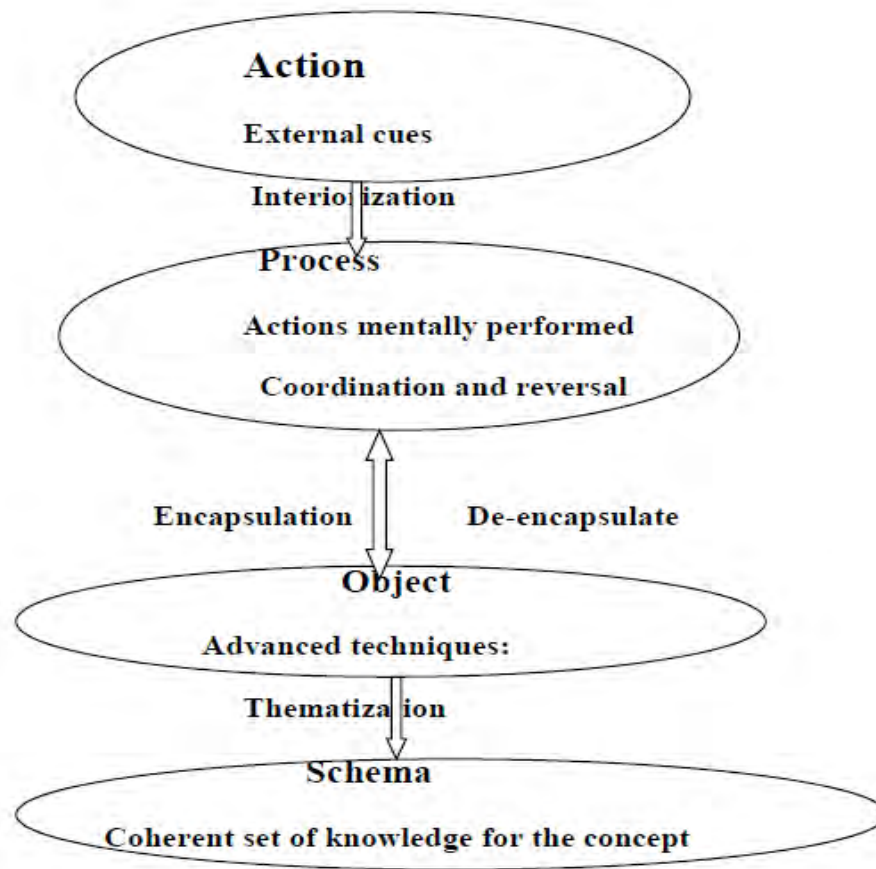 Action
External cues
Interiorization
Process
Actions mentally performed
Coordination and reversal
Encapsulation De-encapsulate
Object
Advanced techniques:
Thematization
Schema
Coherent set of knowledge for the concept